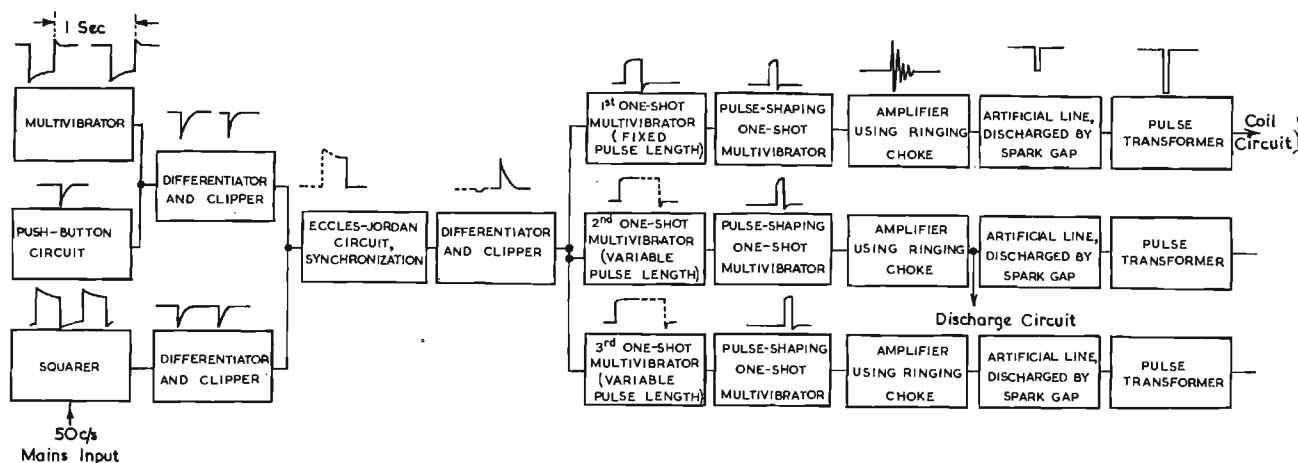 1 Sec
MULTIVIBRATOR
PUSH-BUTTON
CIRCUIT
SQUARER
50 c/s
Mains Input
DIFFERENTIATOR
AND CLIPPER
DIFFERENTIATOR
AND CLIPPER
ECCLES-JORDAN
CIRCUIT,
SYNCHRONIZATION
DIFFERENTIATOR
AND CLIPPER
1st ONE-SHOT
MULTIVIBRATOR
(FIXED
PULSE LENGTH)
PULSE-SHAPING
ONE-SHOT
MULTIVIBRATOR
AMPLIFIER
USING RINGING
CHOKE
ARTIFICIAL LINE,
DISCHARGED BY
SPARK GAP
PULSE
TRANSFORMER
Coil
Circuit)
2nd ONE-SHOT
MULTIVIBRATOR
(VARIABLE
PULSE LENGTH)
PULSE-SHAPING
ONE-SHOT
MULTIVIBRATOR
AMPLIFIER
USING RINGING
CHOKE
ARTIFICIAL LINE,
DISCHARGED BY
SPARK GAP
PULSE
TRANSFORMER
Discharge Circuit
3rd ONE-SHOT
MULTIVIBRATOR
(VARIABLE
PULSE LENGTH)
PULSE-SHAPING
ONE-SHOT
MULTIVIBRATOR
AMPLIFIER
USING RINGING
CHOKE
ARTIFICIAL LINE,
DISCHARGED BY
SPARK GAP
PULSE
TRANSFORMER